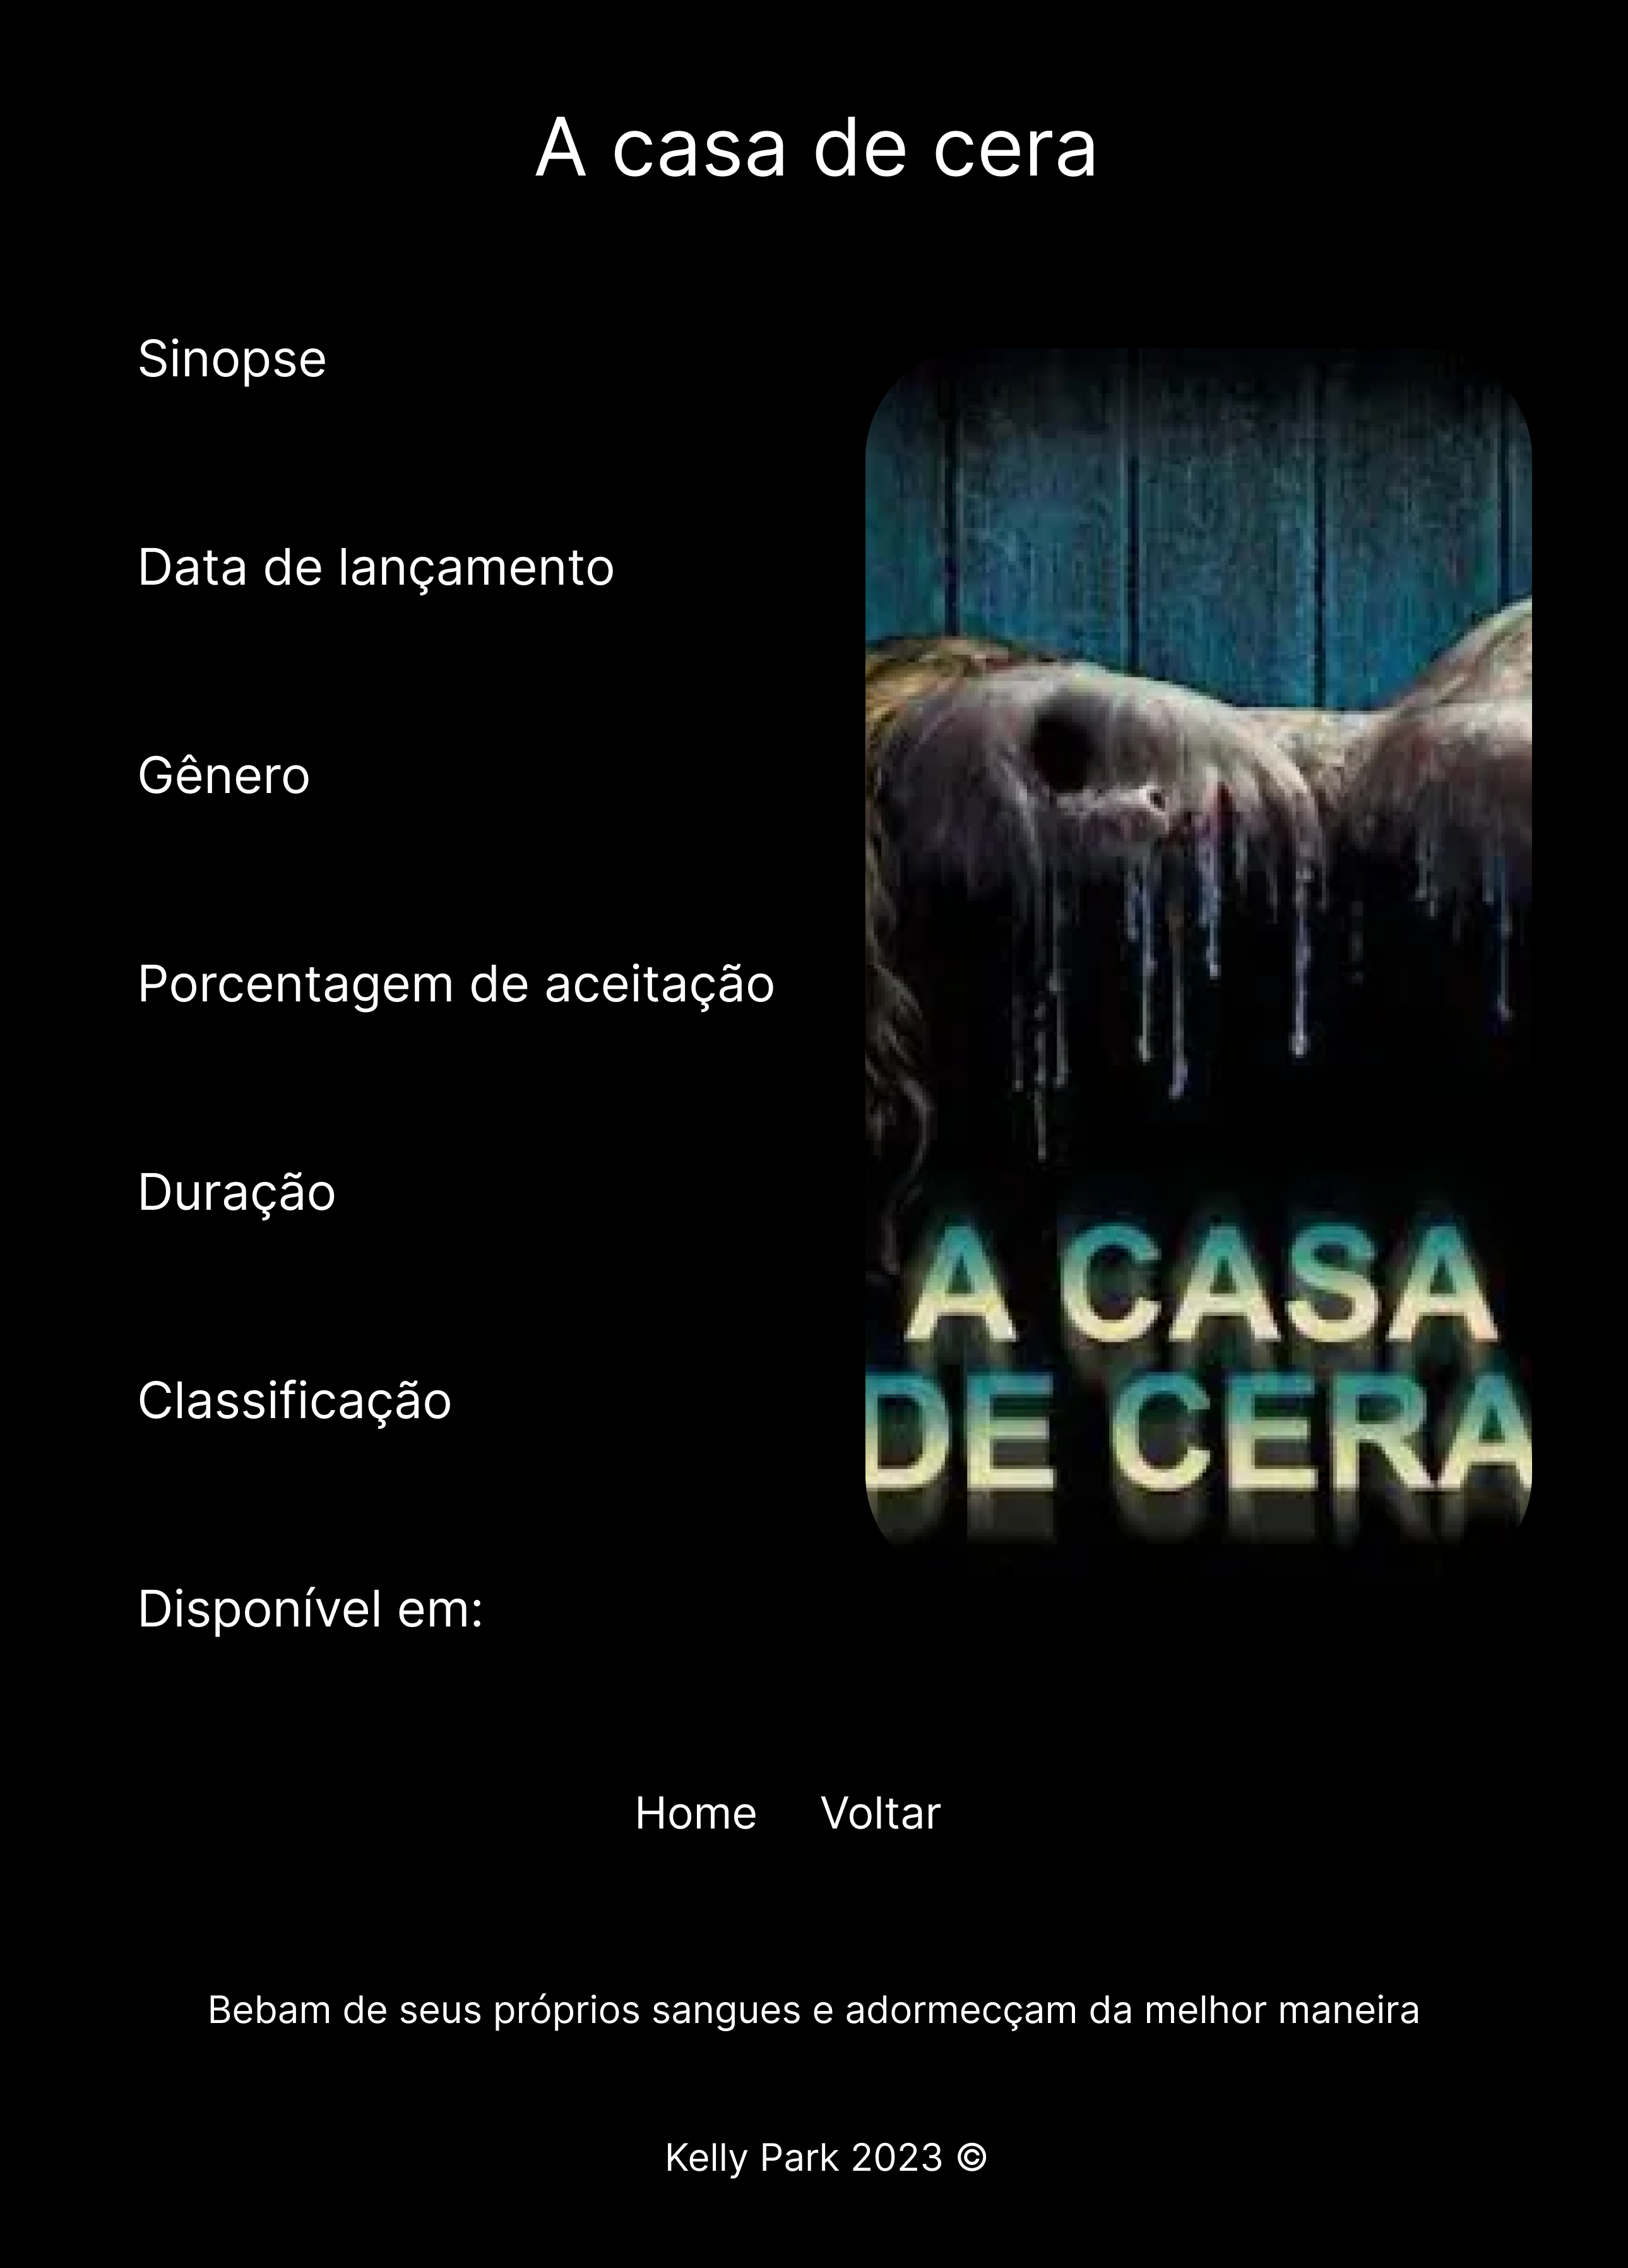 A casa de cera
Sinopse
Data de lançamento
Gênero
Porcentagem de aceitação
Duração
Classificação
Disponível em:
A CASA
DE CERA
Home Voltar
Bebam de seus próprios sangues e adormecçam da melhor maneira
Kelly Park 2023 ©